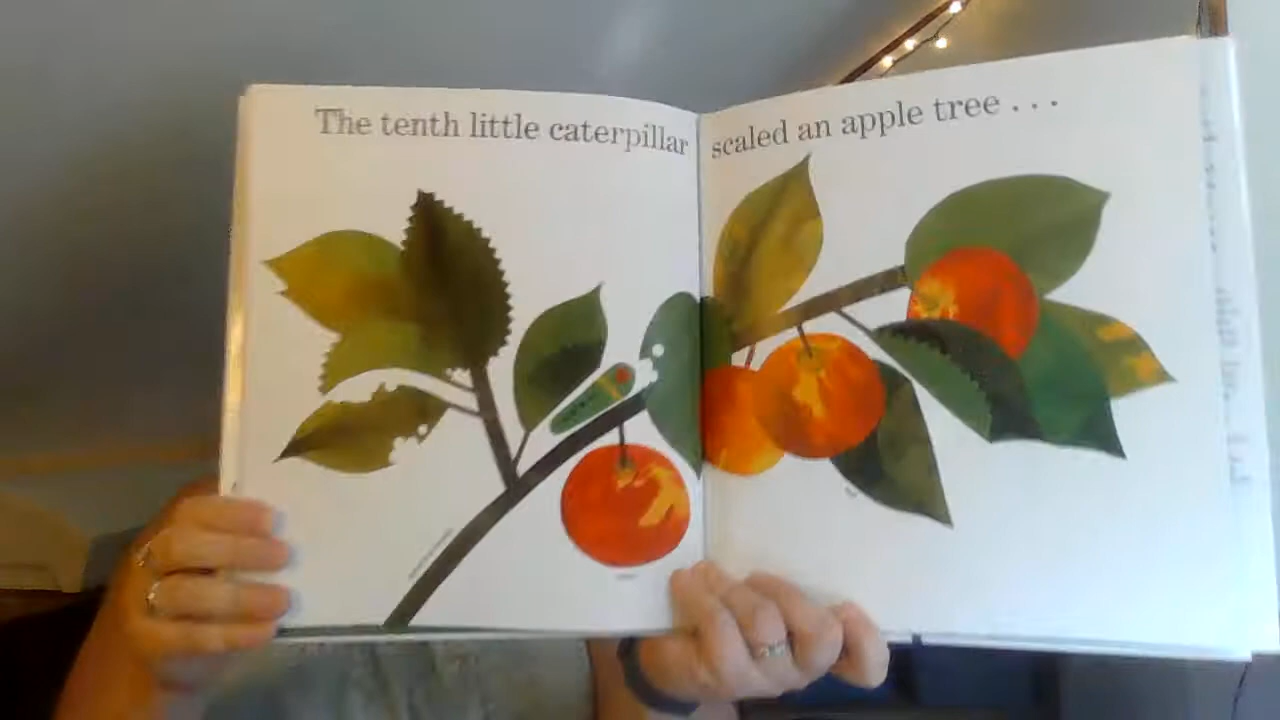 The tenth little caterpillar scaled an apple tree . . .